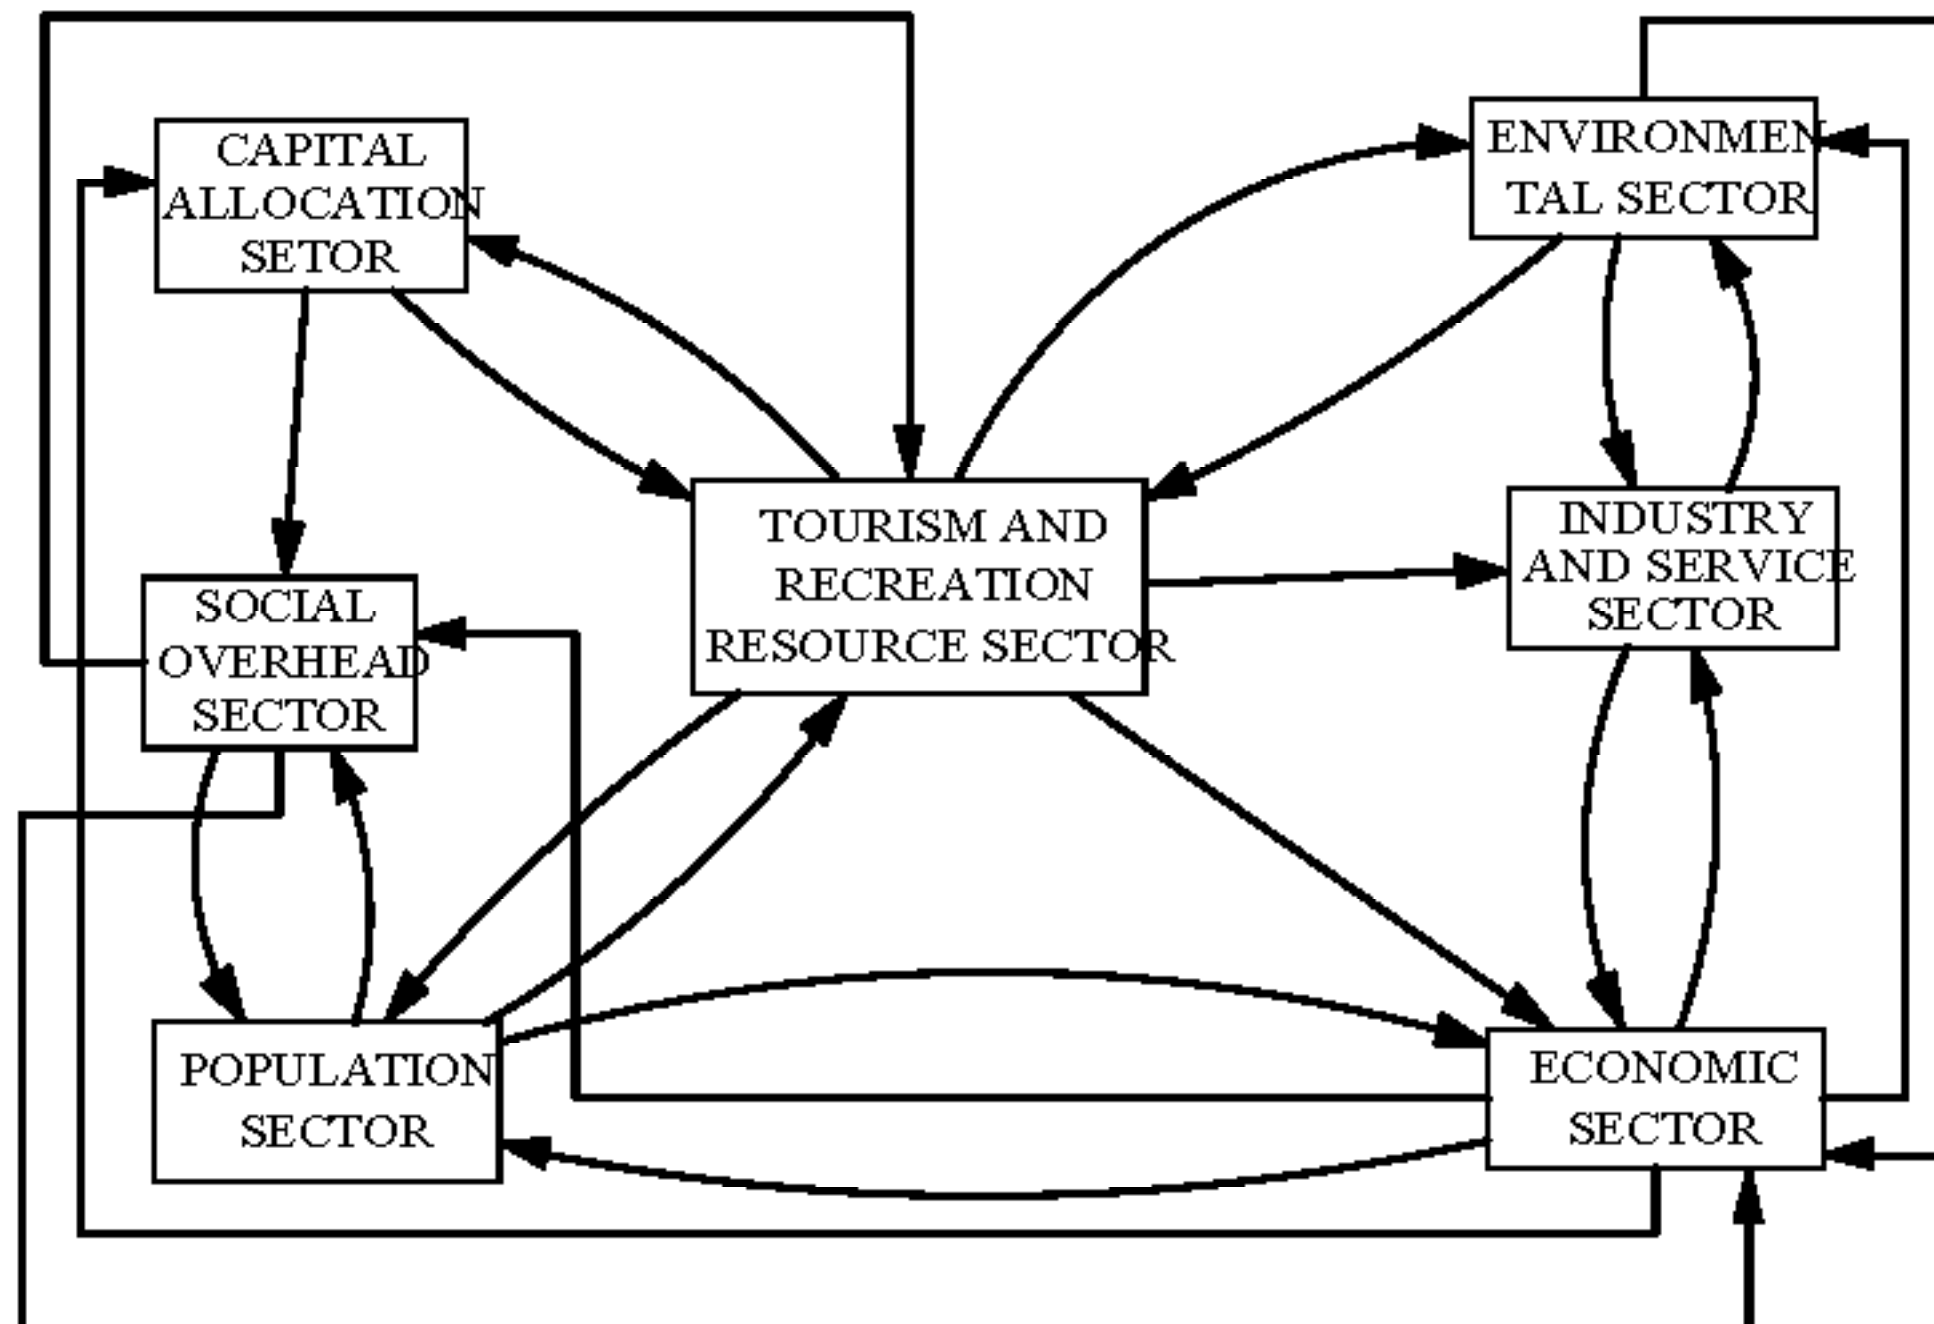 CAPITAL
ALLOCATION
SETOR
ENVIRONMEN
TAL SECTOR
TOURISM AND
RECREATION
RESOURCE SECTOR
INDUSTRY
AND SERVICE
SECTOR
SOCIAL
OVERHEAD
SECTOR
POPULATION
SECTOR
ECONOMIC
SECTOR